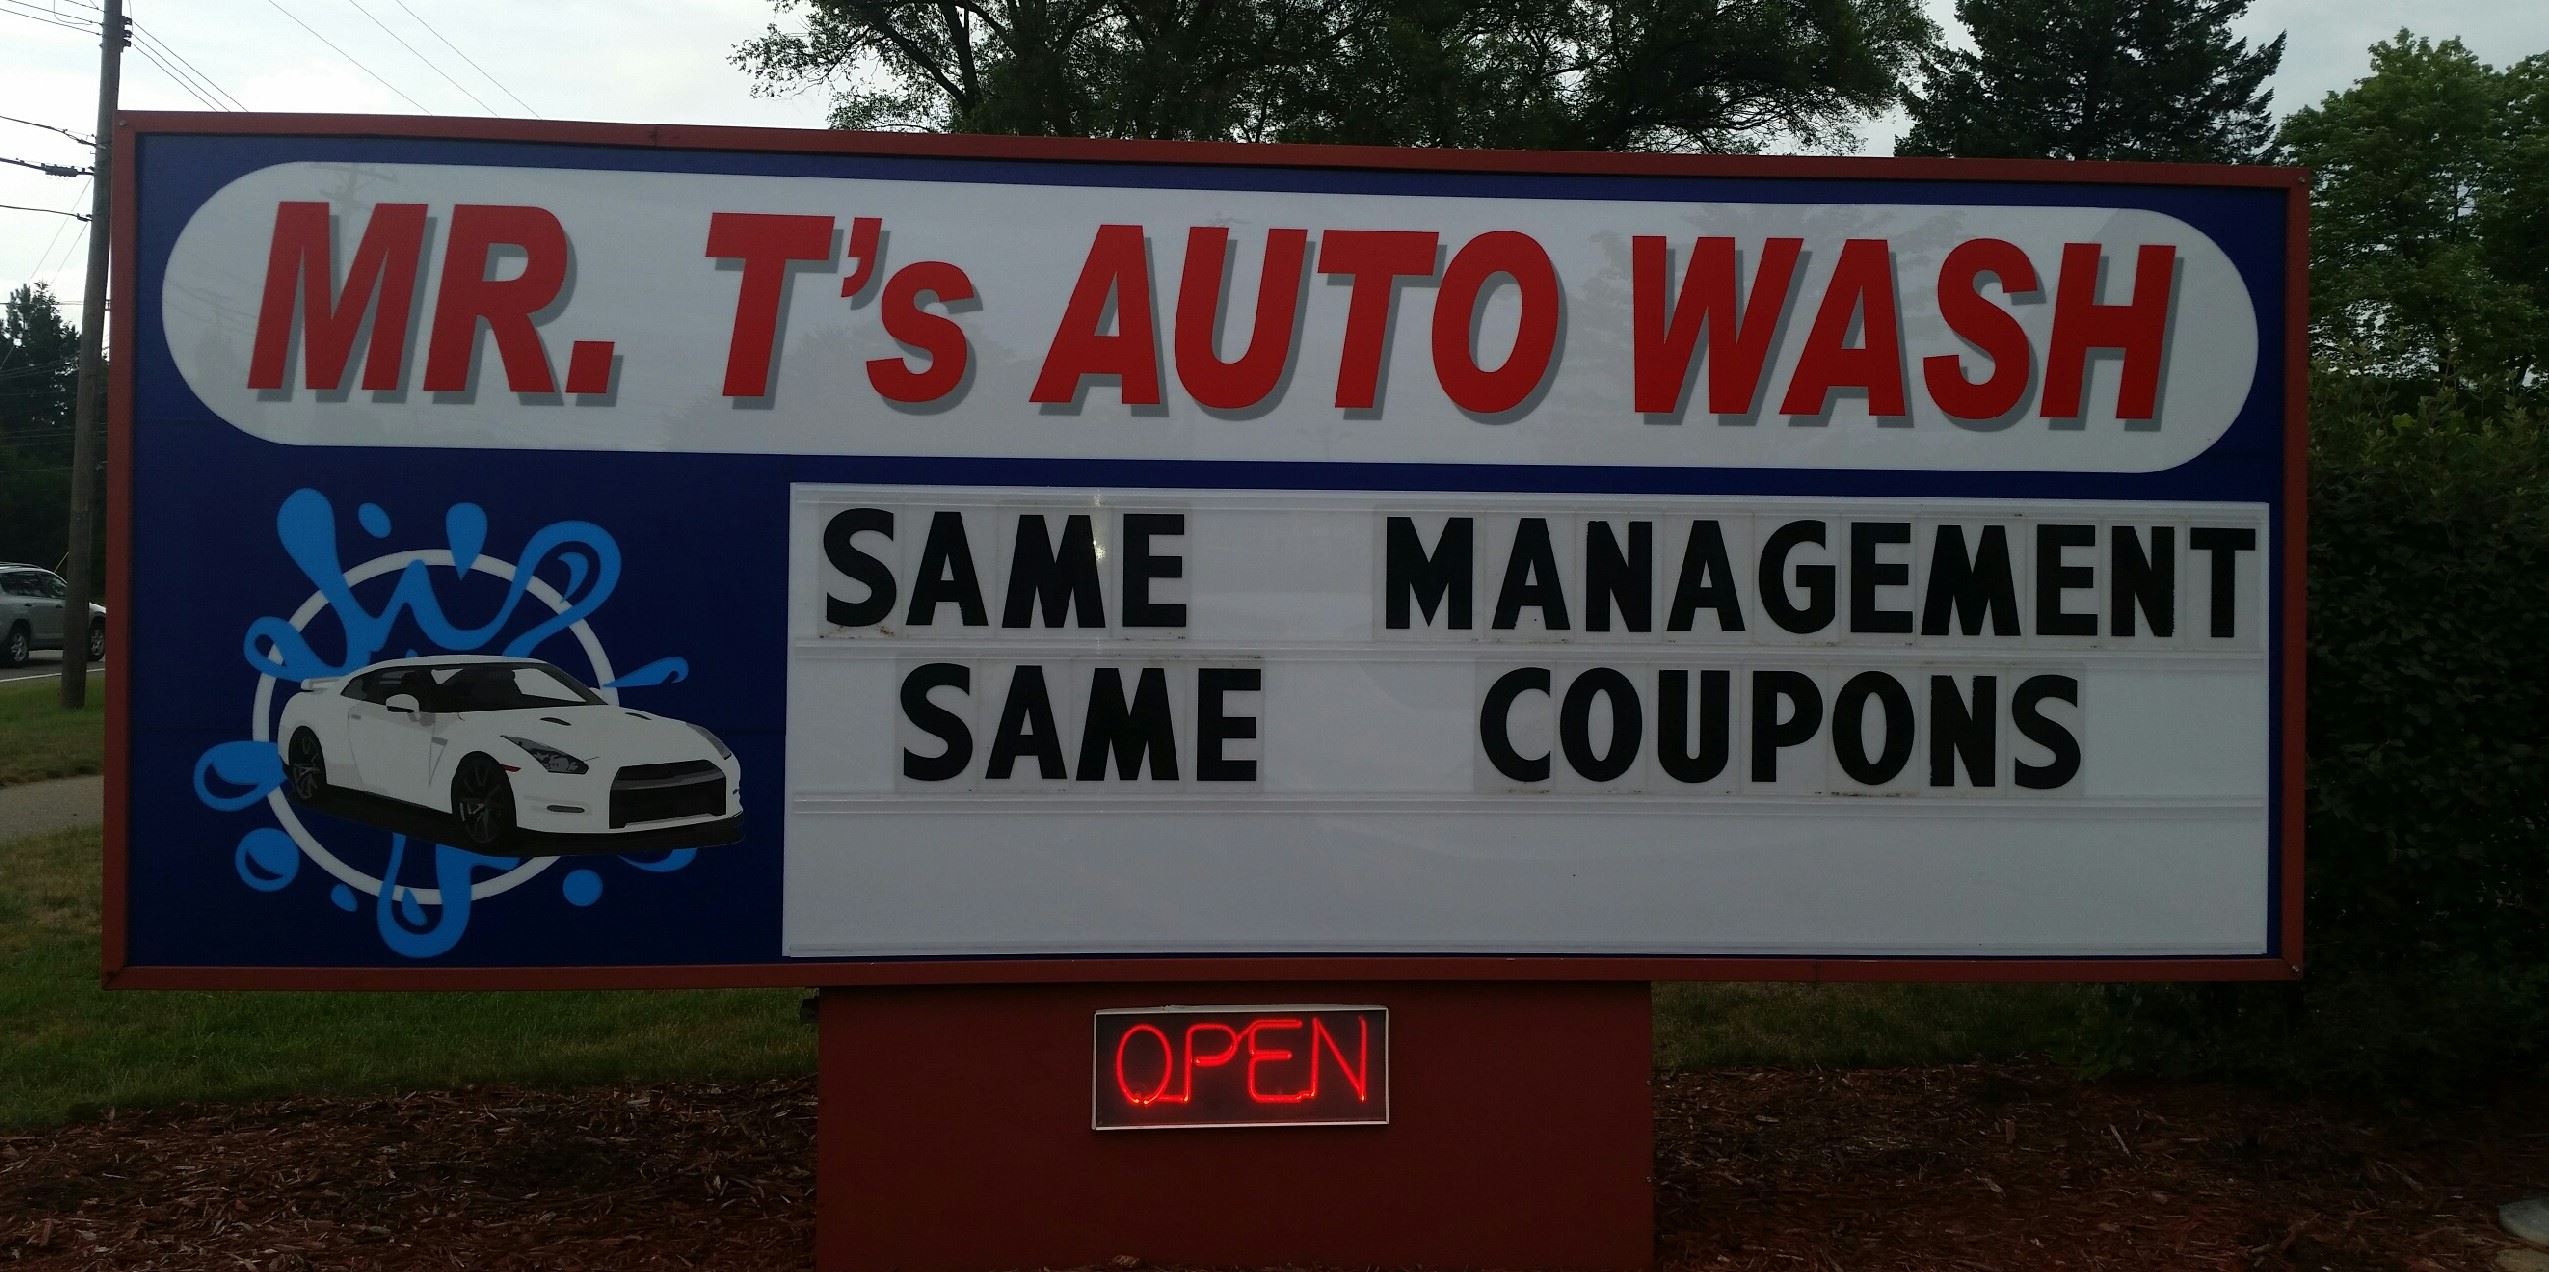 MR. T's AUTO WASH
SAME MANAGEMENT
SAME COUPONS
OPEN